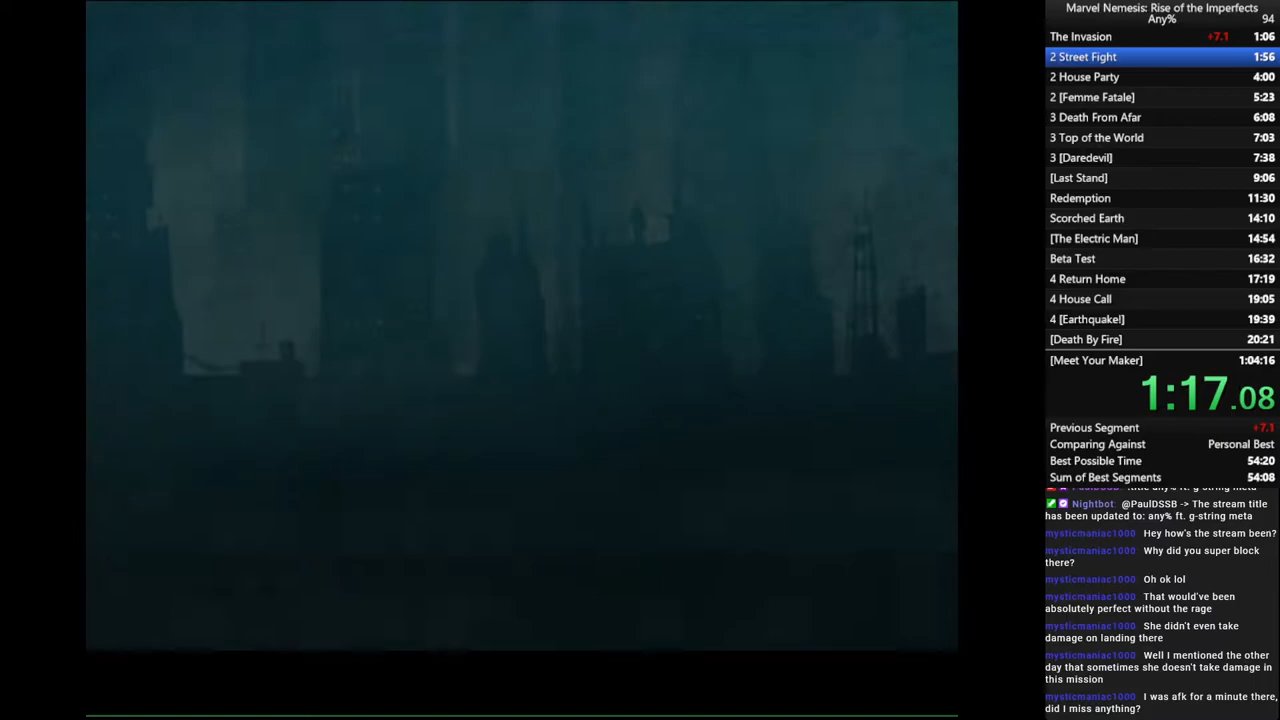 Marvel Nemesis: Rise of the Imperfects
Any% 94
The Invasion +7.1 1:06
2 Street Fight 1:56
2 House Party 4:00
2 [Femme Fatale] 5:23
3 Death From Afar 6:08
3 Top of the World 7:03
3 [Daredevil] 7:38
[Last Stand] 9:06
Redemption 11:30
Scorched Earth 14:10
[The Electric Man] 14:54
Beta Test 16:32
4 Return Home 17:19
4 House Call 19:05
4 [Earthquake!] 19:39
[Death By Fire] 20:21
[Meet Your Maker] 1:04:16
1:17.08
Previous Segment +7.1
Comparing Against Personal Best
Best Possible Time 54:20
Sum of Best Segments 54:08
Nightbot: @PaulDSSB -> The stream title
has been updated to: any% ft. g-string meta
mysticmaniac1000 Hey how's the stream been?
mysticmaniac1000 Why did you super block
there?
mysticmaniac1000 Oh ok lol
mysticmaniac1000 That would've been
absolutely perfect without the rage
mysticmaniac1000 She didn't even take
damage on landing there
mysticmaniac1000 Well I mentioned the other
day that sometimes she doesn't take damage in
this mission
mysticmaniac1000 I was afk for a minute there,
did I miss anything?